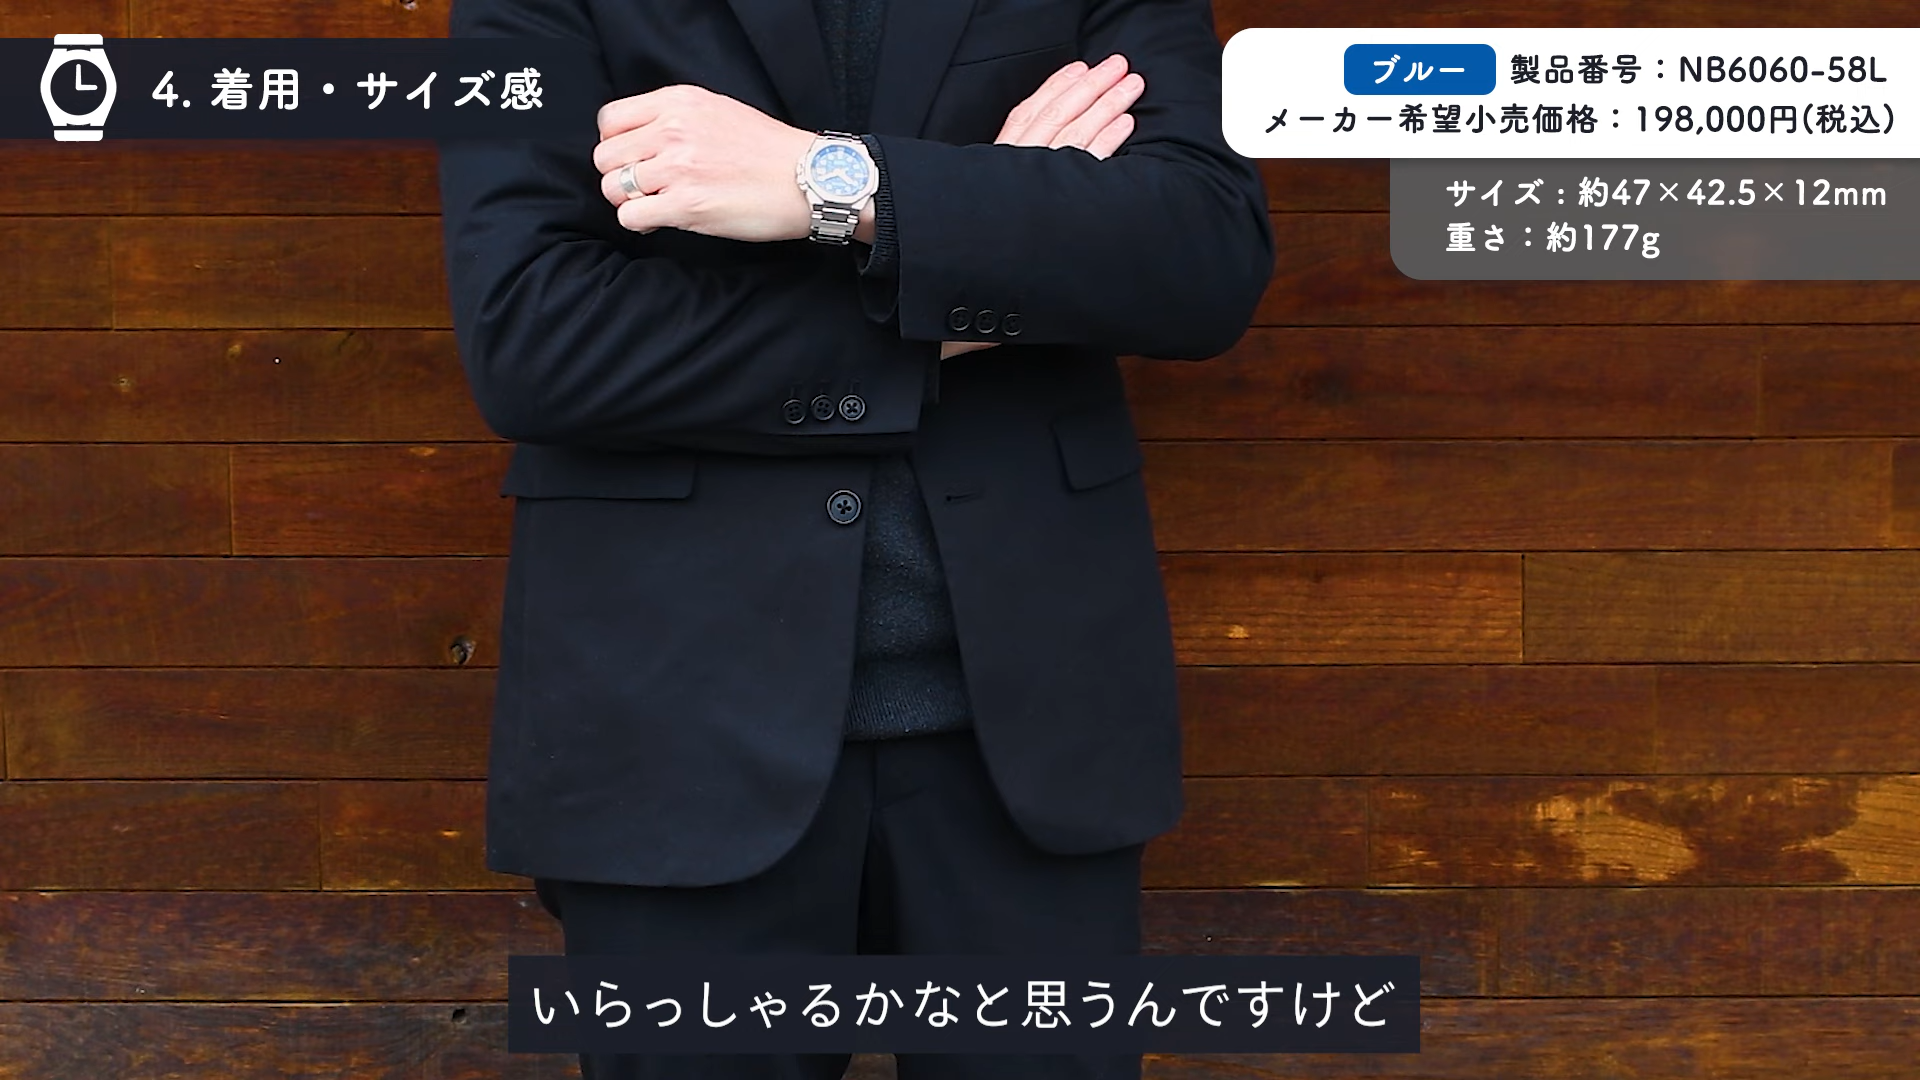 4. 着用・サイズ感
ブルー 製品番号：NB6060-58L
メーカー希望小売価格：198,000円(税込)
サイズ：約47×42.5×12mm
重さ：約177g
いらっしゃるかなと思うんですけど